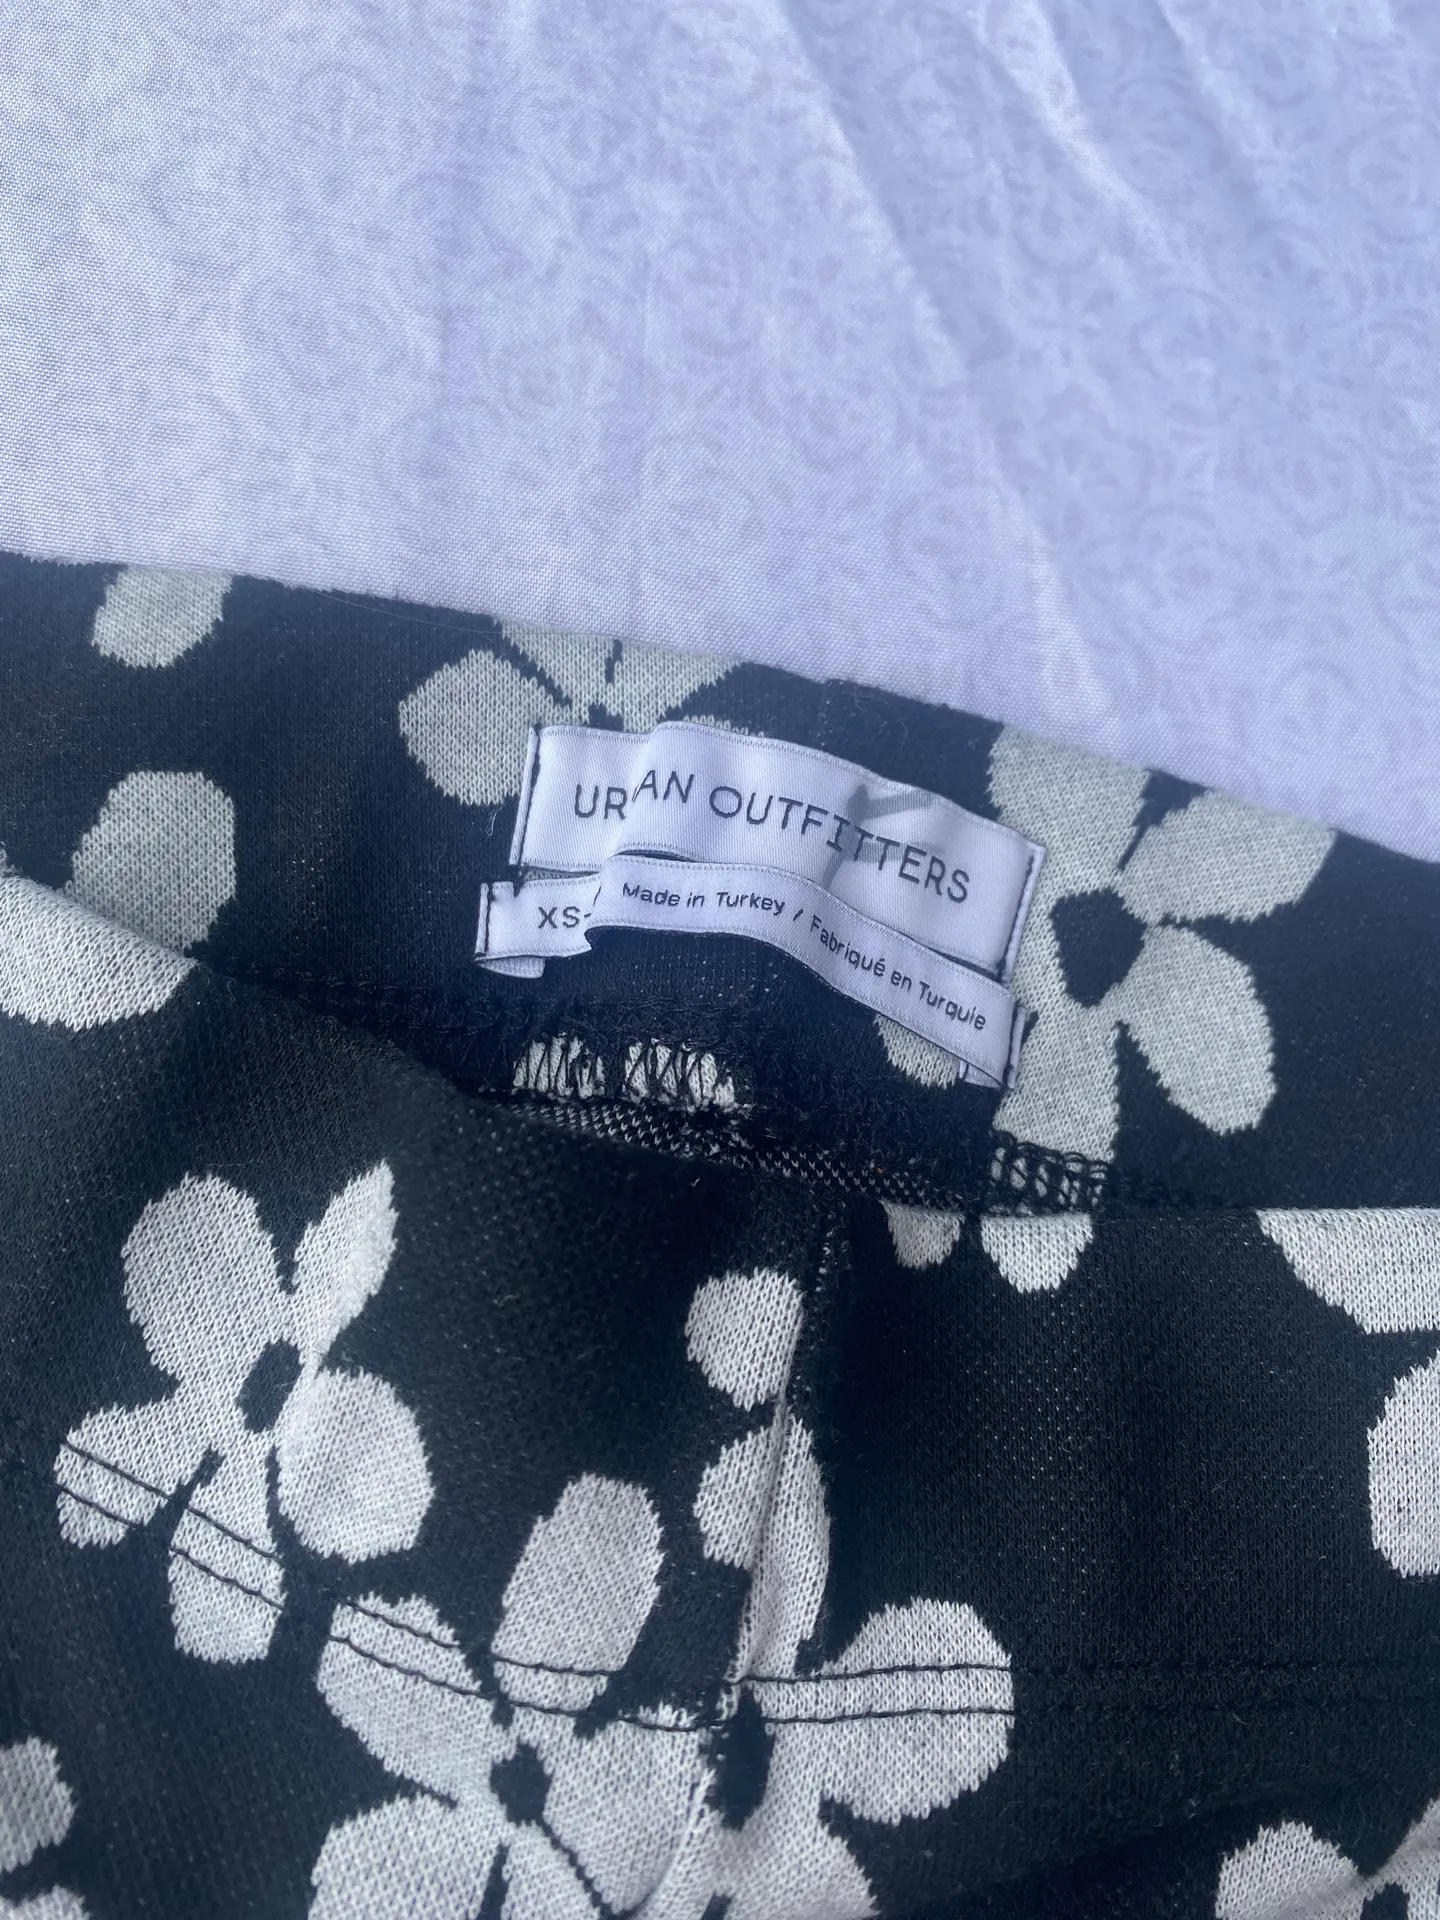 URBAN OUTFITTERS
XS-
Made in Turkey / Fabriqué en Turquie